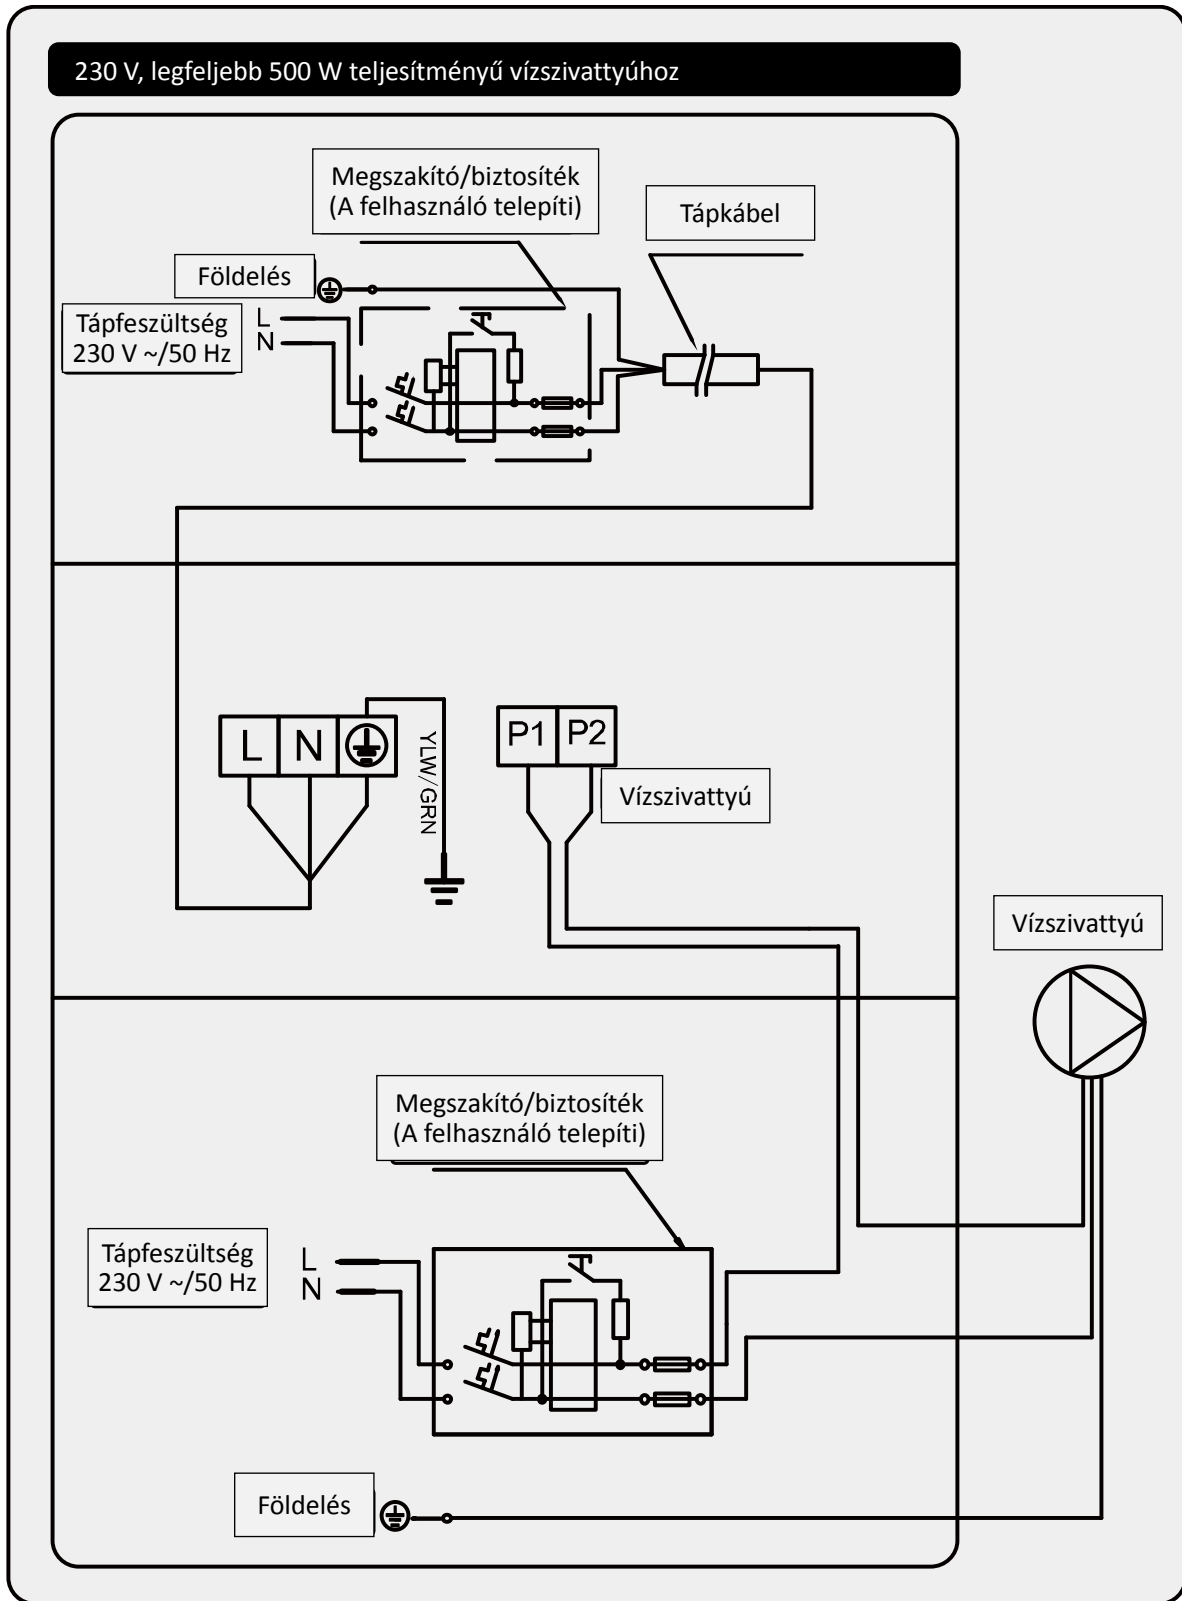 230 V, legfeljebb 500 W teljesítményű vízszivattyúhoz
Megszakító/biztosíték
(A felhasználó telepíti)
Tápkábel
Földelés
Tápfeszültség
230 V ~/50 Hz
L
N
L N
YLW/GRN
P1 P2
Vízszivattyú
Vízszivattyú
Megszakító/biztosíték
(A felhasználó telepíti)
Tápfeszültség
230 V ~/50 Hz
L
N
Földelés